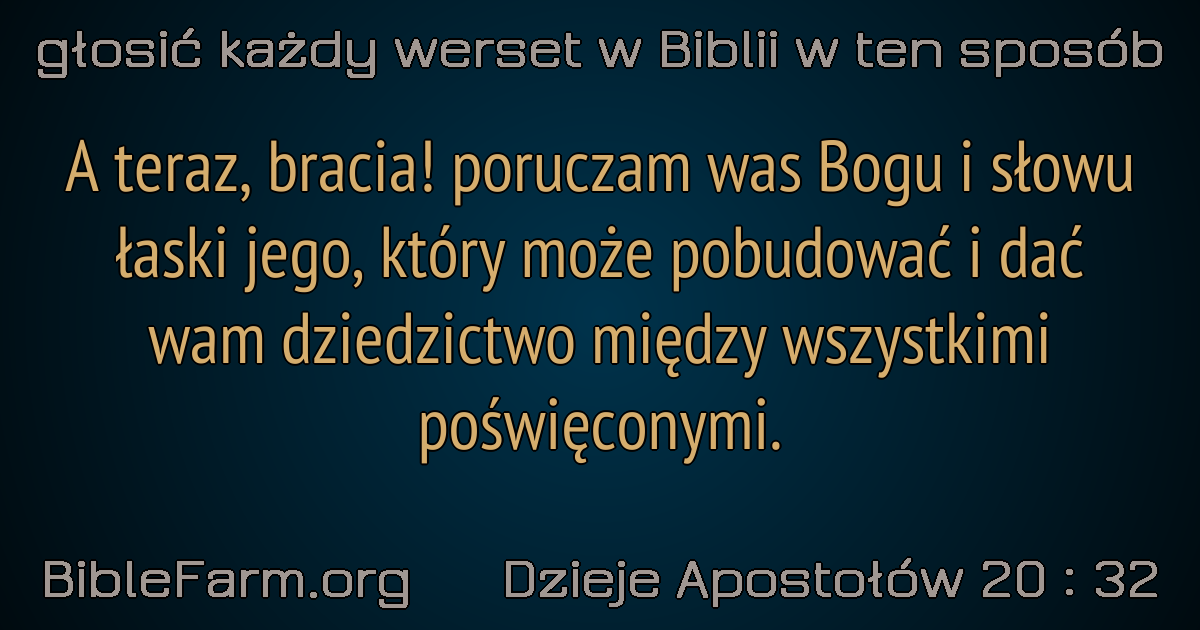 głosić każdy werset w Biblii w ten sposób
A teraz, bracia! poruczam was Bogu i słowu
łaski jego, który może pobudować i dać
wam dziedzictwo między wszystkimi
poświęconymi.
BibleFarm.org
Dzieje Apostołów 20 : 32